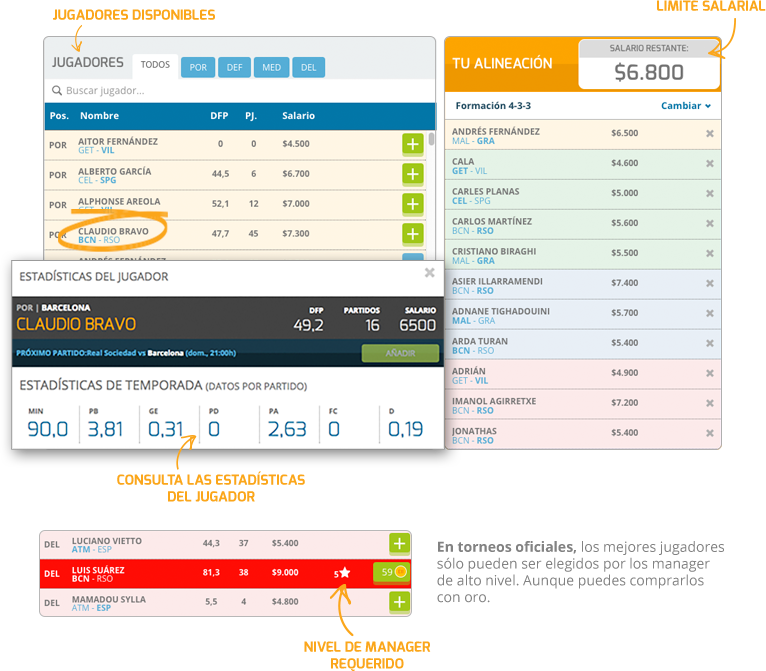 JUGADORES DISPONIBLES
LIMITE SALARIAL
JUGADORES
TODOS
POR
DEF
MED
DEL
Buscar jugador...
Pos. Nombre DFP PJ. Salario
POR AITOR FERNÁNDEZ 0 0 $4.500
GET - VIL
POR ALBERTO GARCÍA 44,5 6 $6.700
CEL - SPG
POR ALPHONSE AREOLA 52,1 12 $7.000
GET - VIL
POR CLAUDIO BRAVO 47,7 45 $7.300
BCN - RSO
ANDRÉS FERNÁNDEZ
TU ALINEACIÓN
SALARIO RESTANTE:
$6.800
Formación 4-3-3 Cambiar
ANDRÉS FERNÁNDEZ $6.500
MAL - GRA
CALA $4.600
GET - VIL
CARLES PLANAS $5.000
CEL - SPG
CARLOS MARTÍNEZ $5.600
BCN - RSO
CRISTIANO BIRAGHI $5.500
MAL - GRA
ASIER ILLARRAMENDI $7.400
BCN - RSO
ADNANE TIGHADOUINI $5.700
MAL - GRA
ARDA TURAN $5.400
BCN - RSO
ADRIÁN $4.900
GET - VIL
IMANOL AGIRRETXE $7.200
BCN - RSO
JONATHAS $5.400
BCN - RSO
ESTADÍSTICAS DEL JUGADOR
POR | BARCELONA DFP PARTIDOS SALARIO
CLAUDIO BRAVO 49,2 16 6500
PRÓXIMO PARTIDO:Real Sociedad vs Barcelona (dom., 21:00h) AÑADIR
ESTADÍSTICAS DE TEMPORADA (DATOS POR PARTIDO)
MIN PB GE PD PA FC D
90,0 3,81 0,31 0 2,63 0 0,19
CONSULTA LAS ESTADÍSTICAS
DEL JUGADOR
DEL LUCIANO VIETTO 44,3 37 $5.400
ATM - ESP
DEL LUIS SUÁREZ 81,3 38 $9.000 5 59
BCN - RSO
DEL MAMADOU SYLLA 5,5 4 $4.800
ATM - ESP
NIVEL DE MANAGER
REQUERIDO
En torneos oficiales, los mejores jugadores
sólo pueden ser elegidos por los manager
de alto nivel. Aunque puedes comprarlos
con oro.